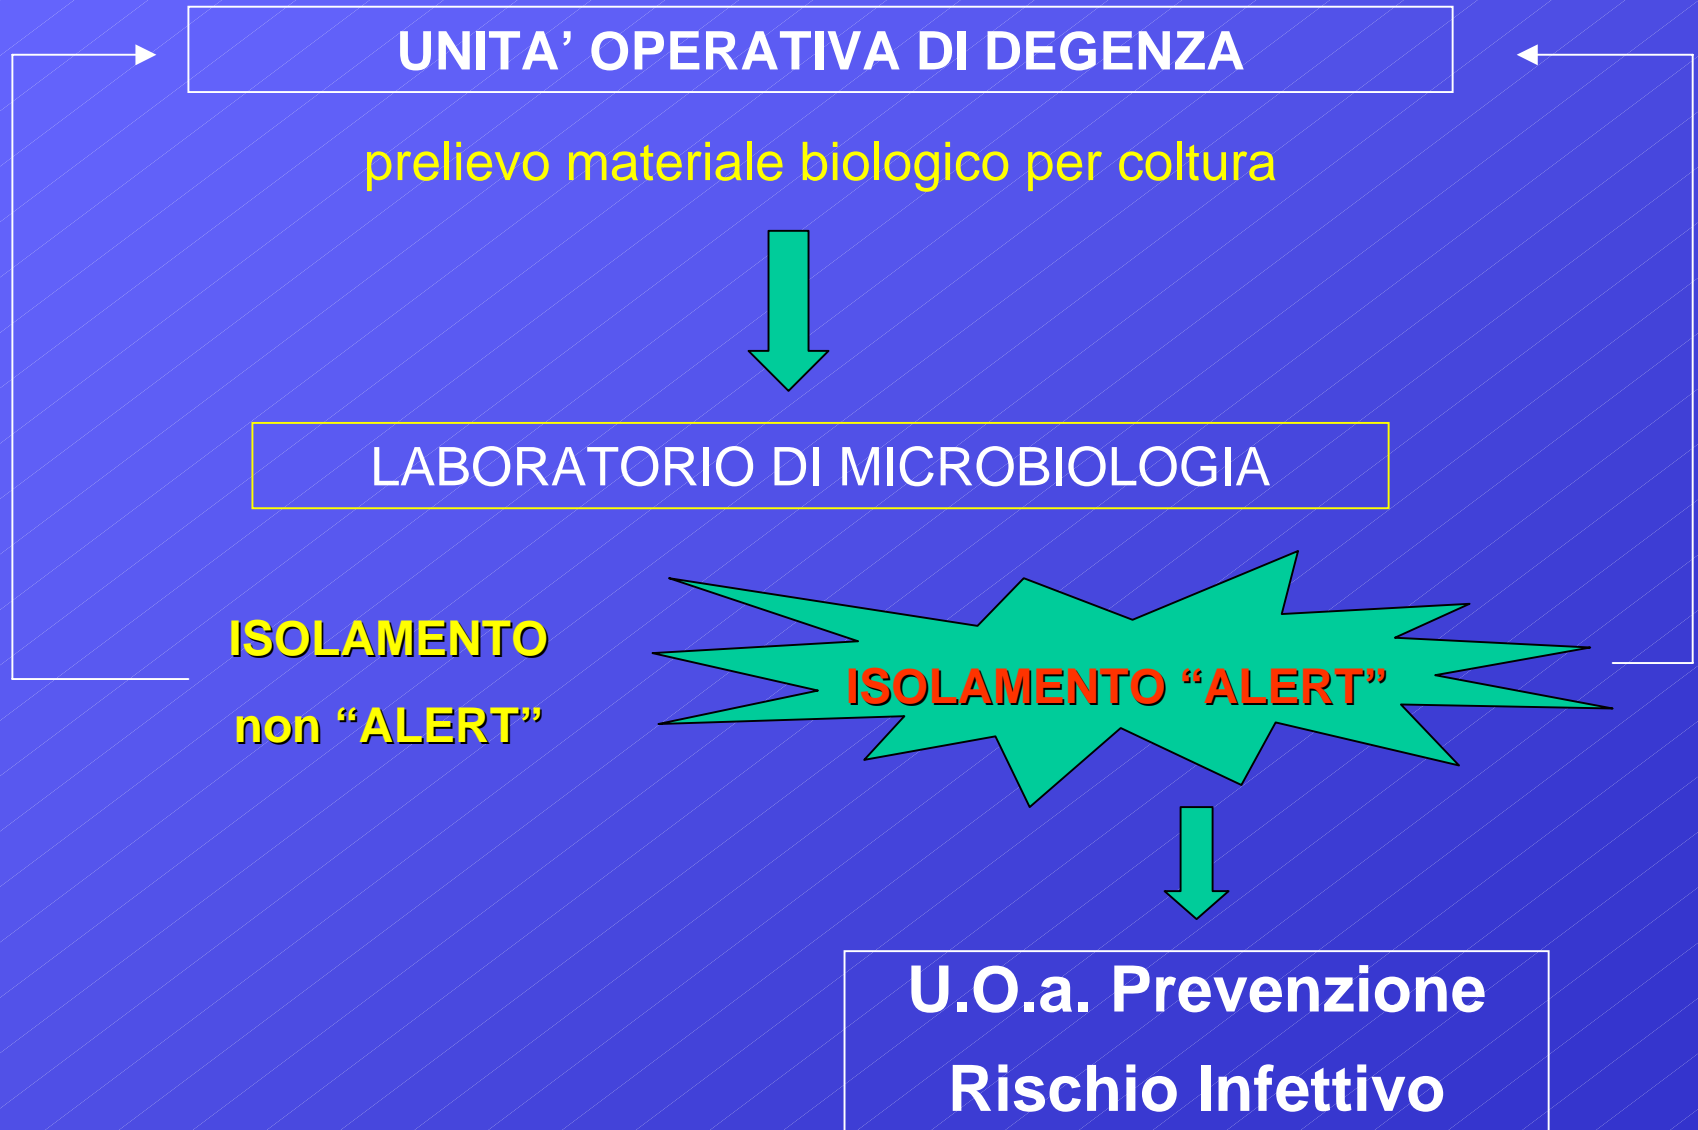 UNITA’ OPERATIVA DI DEGENZA
prelievo materiale biologico per coltura
LABORATORIO DI MICROBIOLOGIA
ISOLAMENTO
non “ALERT”
ISOLAMENTO “ALERT”
U.O.a. Prevenzione
Rischio Infettivo